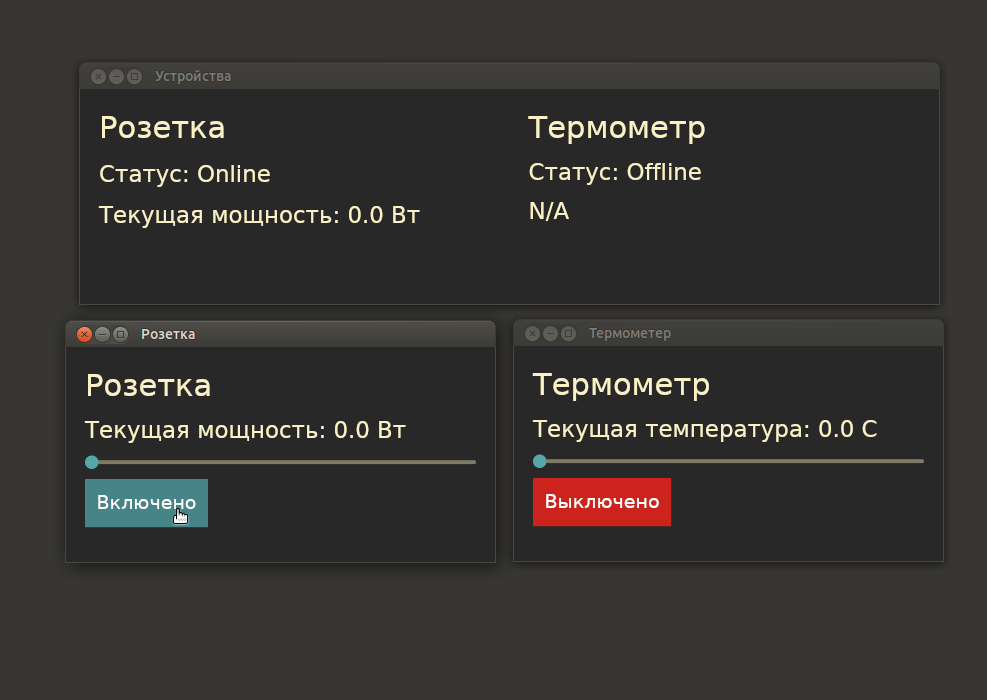 Устройства
Розетка
Статус: Online
Текущая мощность: 0.0 Вт
Термометр
Статус: Offline
N/A
Розетка
Розетка
Текущая мощность: 0.0 Вт
Включено
Термометер
Термометр
Текущая температура: 0.0 C
Выключено